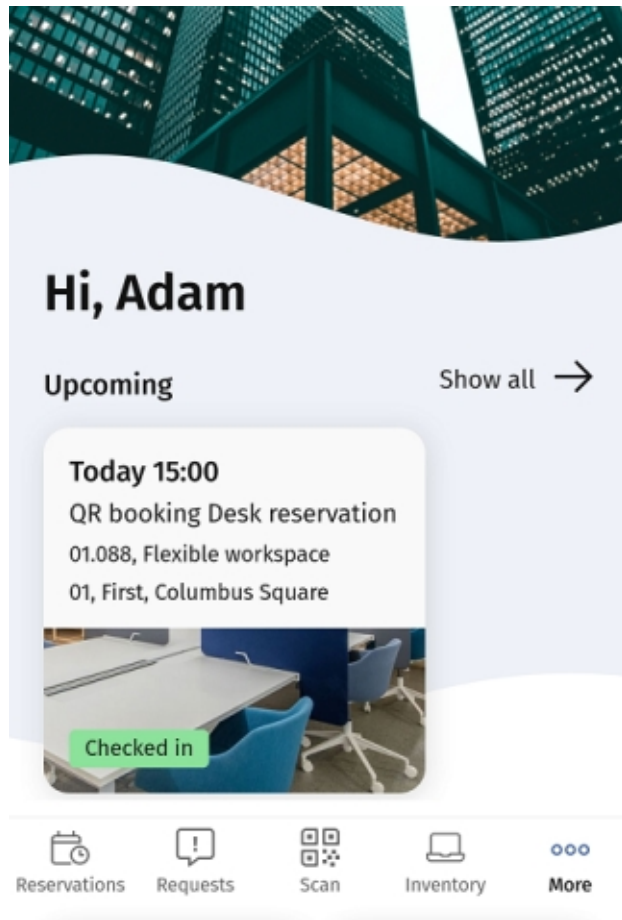 Hi, Adam
Upcoming
Show all
Today 15:00
QR booking Desk reservation
01.088, Flexible workspace
01, First, Columbus Square
Checked in
Reservations
Requests
Scan
Inventory
More